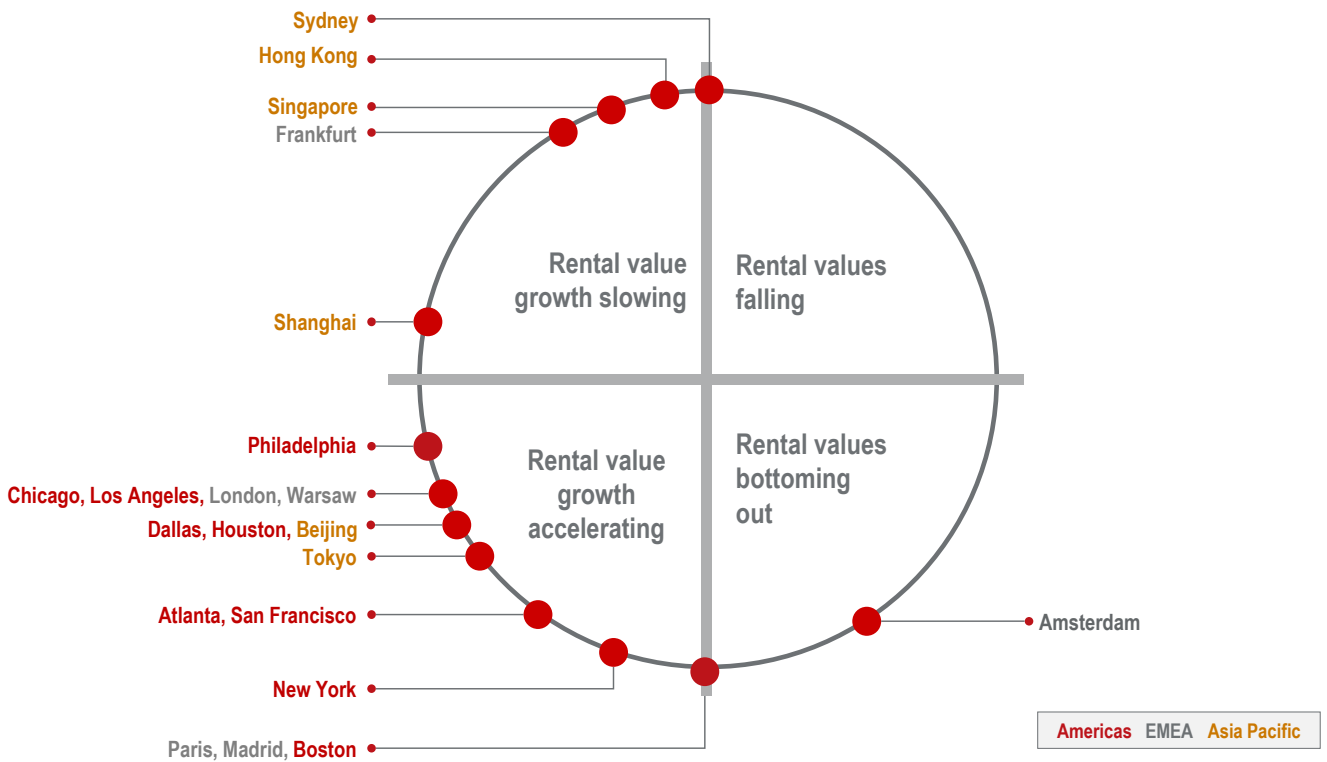 Sydney
Hong Kong
Singapore
Frankfurt
Rental value
growth slowing
Rental values
falling
Shanghai
Philadelphia
Chicago, Los Angeles, London, Warsaw
Dallas, Houston, Beijing
Tokyo
Rental value
growth
accelerating
Rental values
bottoming
out
Atlanta, San Francisco
Amsterdam
New York
Paris, Madrid, Boston
Americas EMEA Asia Pacific